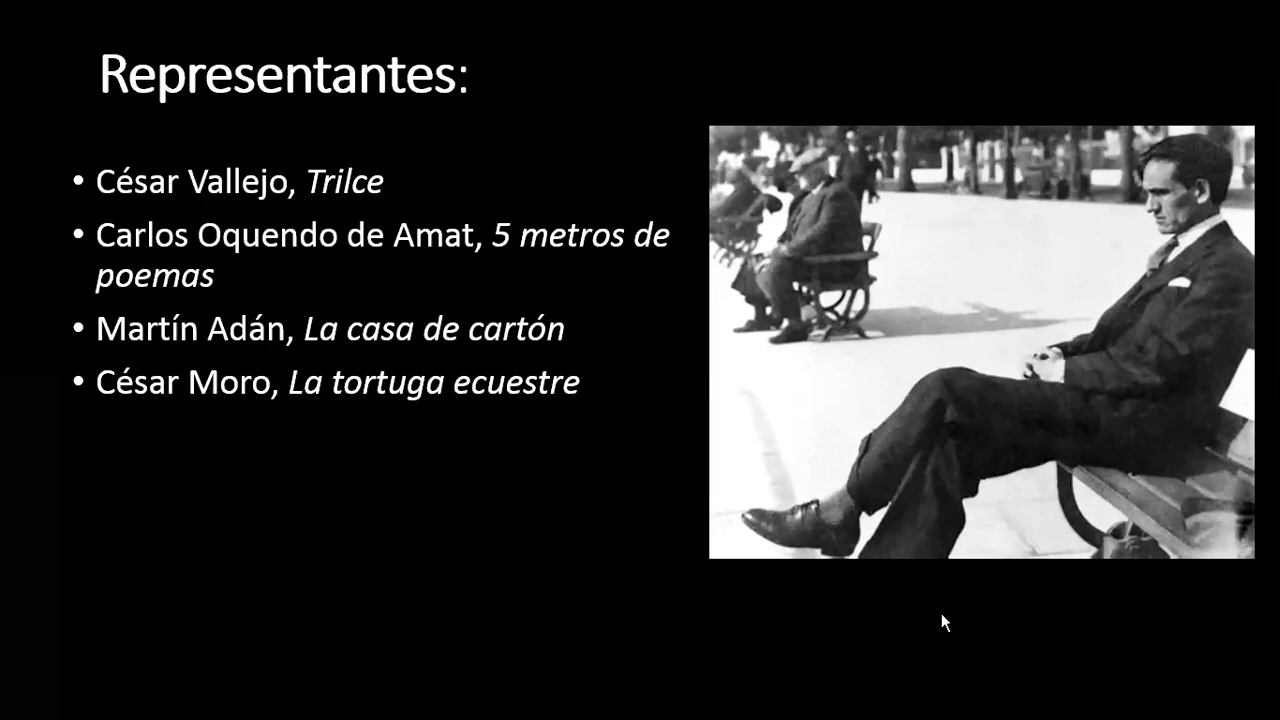 Representantes:
• César Vallejo, Trilce
• Carlos Oquendo de Amat, 5 metros de
poemas
• Martín Adán, La casa de cartón
• César Moro, La tortuga ecuestre